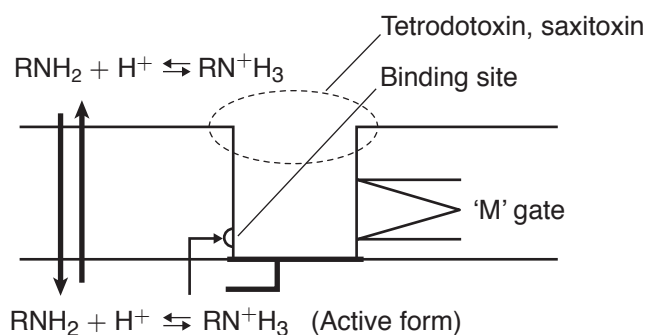 Tetrodotoxin, saxitoxin
RNH₂ + H⁺ ⇆ RN⁺H₃
Binding site
‘M’ gate
RNH₂ + H⁺ ⇆ RN⁺H₃ (Active form)